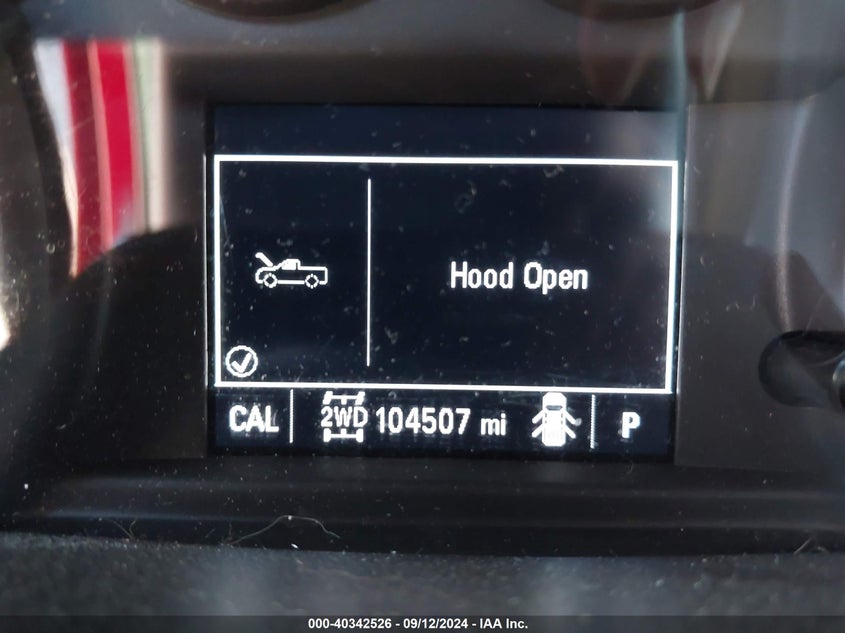 Hood Open
CAL 2WD 104507 mi P
000-40342526 - 09/12/2024 - IAA Inc.